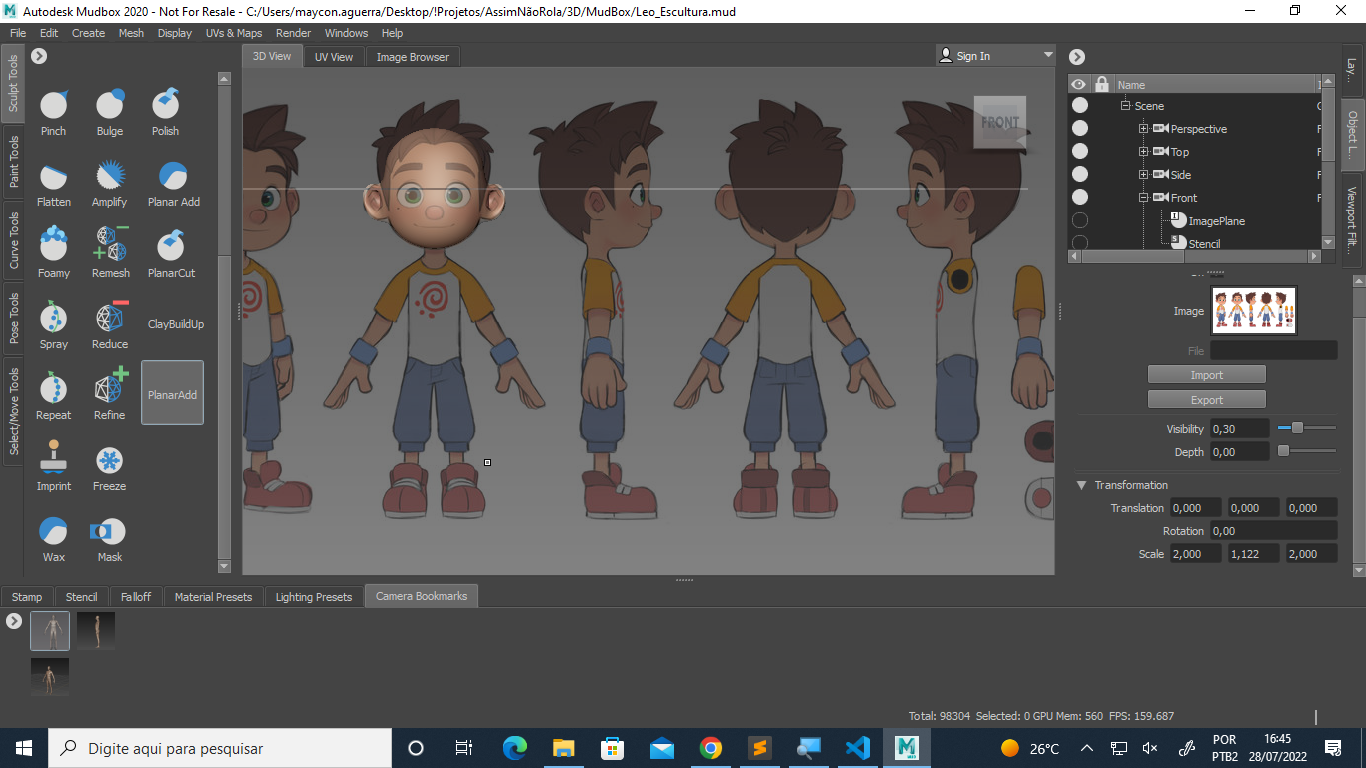 Autodesk Mudbox 2020 - Not For Resale - C:/Users/maycon.aguerra/Desktop/!Projetos/AssimNãoRola/3D/MudBox/Leo_Escultura.mud
File Edit Create Mesh Display UVs & Maps Render Windows Help
Sculpt Tools
Paint Tools
Curve Tools
Pose Tools
Select/Move Tools
Pinch Bulge Polish
Flatten Amplify Planar Add
Foamy Remesh PlanarCut
Spray Reduce ClayBuildUp
Repeat Refine PlanarAdd
Imprint Freeze
Wax Mask
3D View UV View Image Browser
Sign In
FRONT
Name
Scene
Perspective
Top
Side
Front
I ImagePlane
S Stencil
Lay...
Object L...
Viewport Filt...
Image
File
Import
Export
Visibility 0,30
Depth 0,00
Transformation
Translation 0,000 0,000 0,000
Rotation 0,00
Scale 2,000 1,122 2,000
Stamp Stencil Falloff Material Presets Lighting Presets Camera Bookmarks
Total: 98304 Selected: 0 GPU Mem: 560 FPS: 159.687
Digite aqui para pesquisar
26°C
POR
PTB2
16:45
28/07/2022